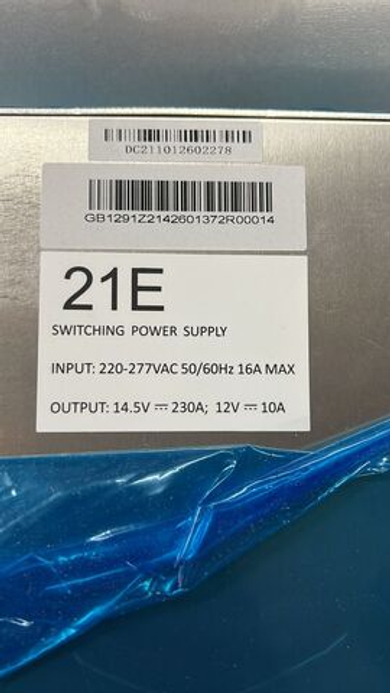 DC211012602278
GB1291Z2142601372R00014
21E
SWITCHING POWER SUPPLY
INPUT: 220-277VAC 50/60Hz 16A MAX
OUTPUT: 14.5V ⎓ 230A; 12V ⎓ 10A